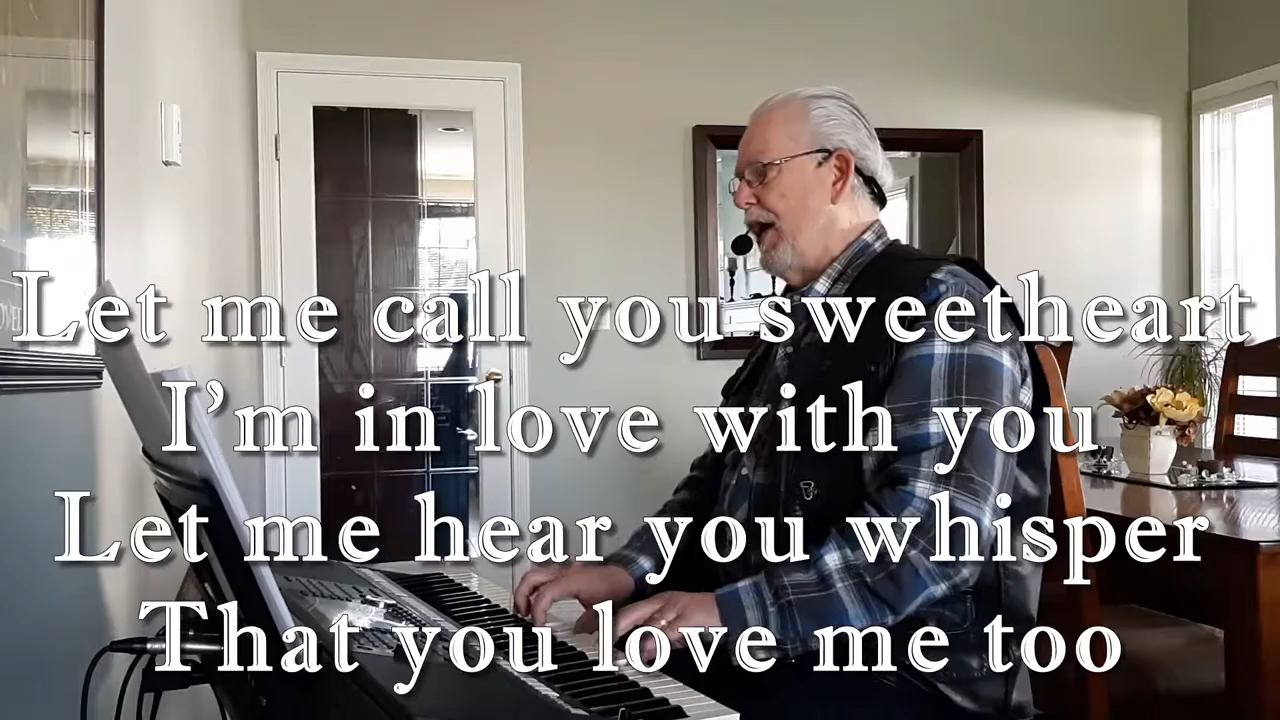 Let me call you sweetheart
I'm in love with you
Let me hear you whisper
That you love me too